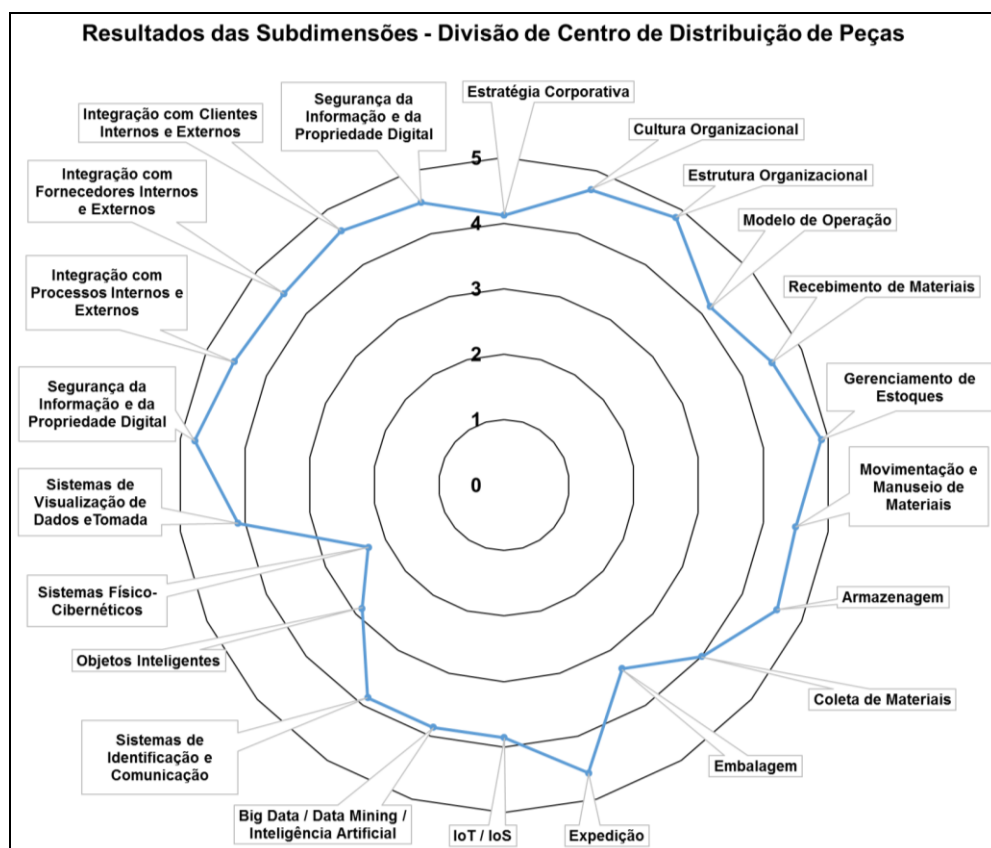 Resultados das Subdimensões - Divisão de Centro de Distribuição de Peças
Estratégia Corporativa
Cultura Organizacional
Estrutura Organizacional
Modelo de Operação
Recebimento de Materiais
Gerenciamento de
Estoques
Movimentação e
Manuseio de
Materiais
Armazenagem
Coleta de Materiais
Embalagem
Expedição
IoT / IoS
Big Data / Data Mining /
Inteligência Artificial
Sistemas de
Identificação e
Comunicação
Objetos Inteligentes
Sistemas Físico-
Cibernéticos
Sistemas de
Visualização de
Dados eTomada
Segurança da
Informação e da
Propriedade Digital
Integração com
Processos Internos e
Externos
Integração com
Fornecedores Internos
e Externos
Integração com Clientes
Internos e Externos
Segurança da
Informação e da
Propriedade Digital
5
4
3
2
1
0